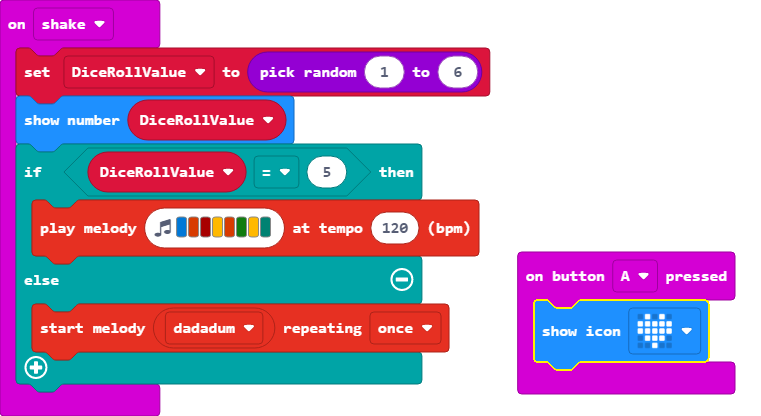 on shake
set DiceRollValue to pick random 1 to 6
show number DiceRollValue
if DiceRollValue = 5 then
play melody at tempo 120 (bpm)
else
start melody dadadum repeating once
on button A pressed
show icon